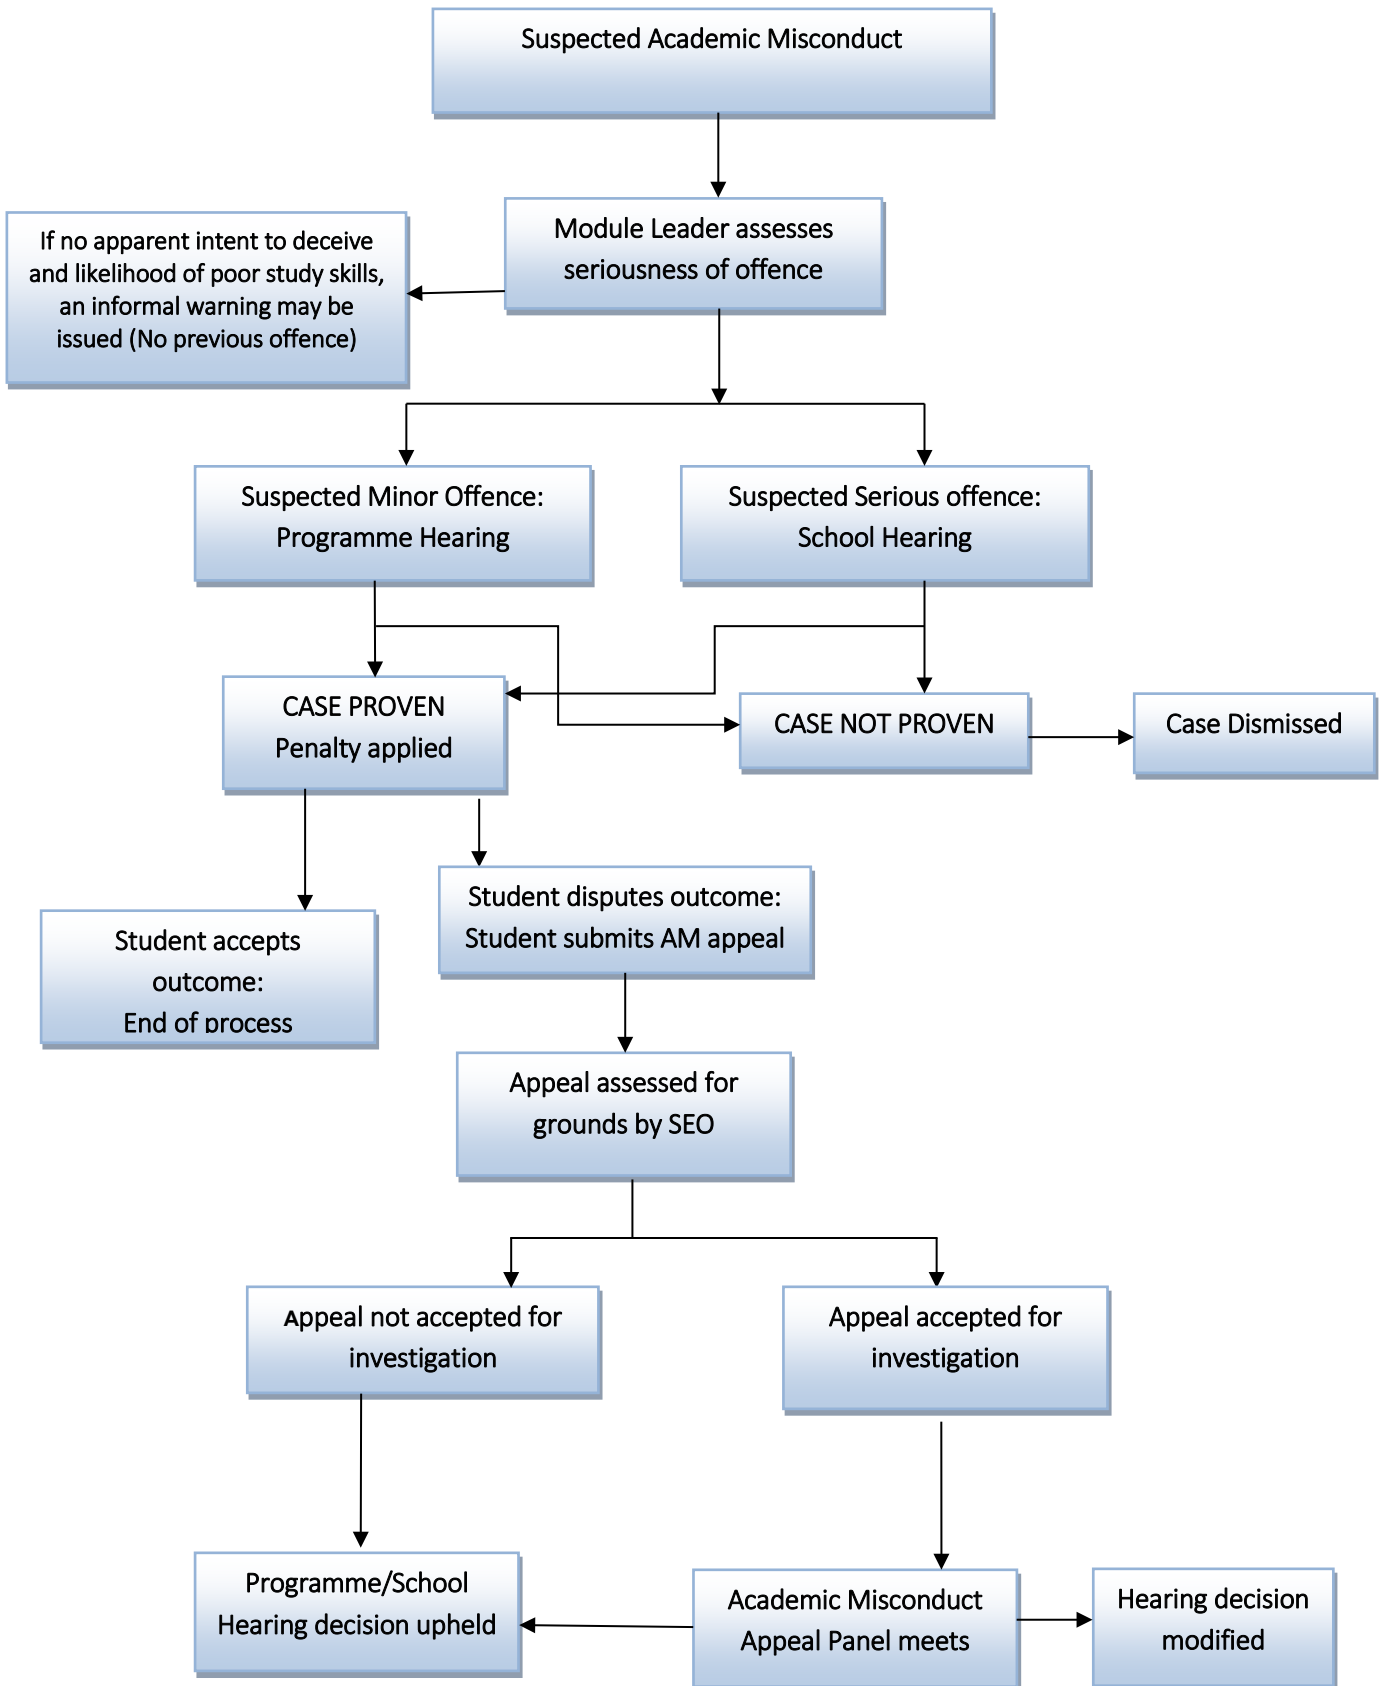 Suspected Academic Misconduct
Module Leader assesses
seriousness of offence
If no apparent intent to deceive
and likelihood of poor study skills,
an informal warning may be
issued (No previous offence)
Suspected Minor Offence:
Programme Hearing
Suspected Serious offence:
School Hearing
CASE PROVEN
Penalty applied
CASE NOT PROVEN
Case Dismissed
Student accepts
outcome:
End of process
Student disputes outcome:
Student submits AM appeal
Appeal assessed for
grounds by SEO
Appeal not accepted for
investigation
Appeal accepted for
investigation
Programme/School
Hearing decision upheld
Academic Misconduct
Appeal Panel meets
Hearing decision
modified